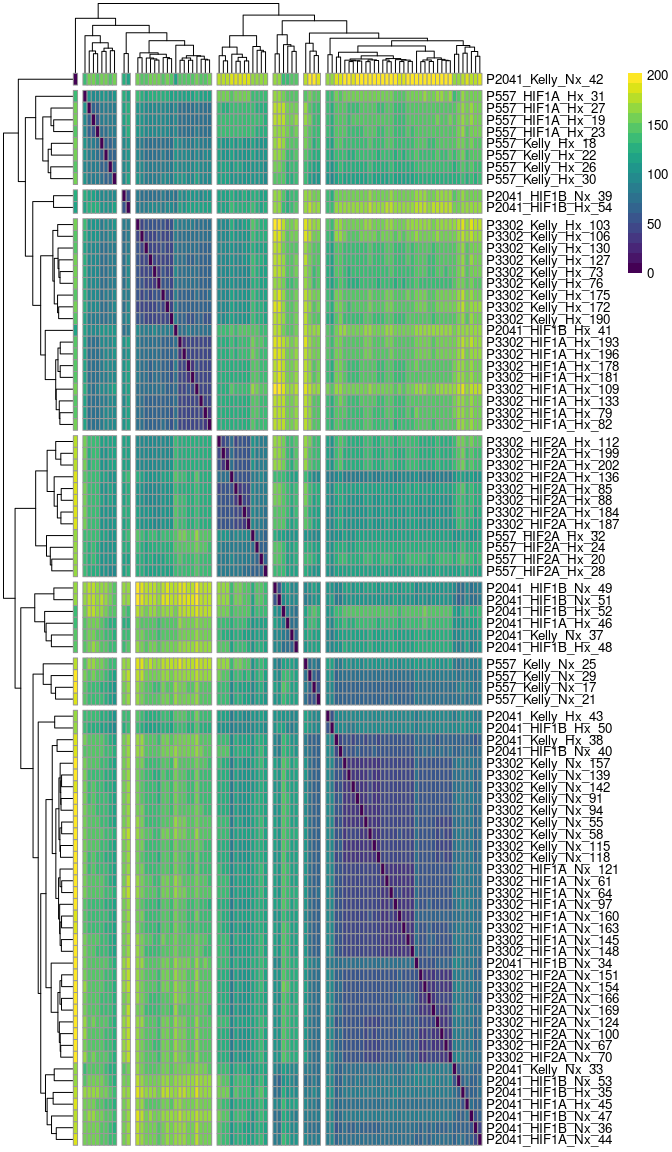 P2041_Kelly_Nx_42
P557_HIF1A_Hx_31
P557_HIF1A_Hx_27
P557_HIF1A_Hx_19
P557_HIF1A_Hx_23
P557_Kelly_Hx_18
P557_Kelly_Hx_22
P557_Kelly_Hx_26
P557_Kelly_Hx_30
P2041_HIF1B_Nx_39
P2041_HIF1B_Hx_54
P3302_Kelly_Hx_103
P3302_Kelly_Hx_106
P3302_Kelly_Hx_130
P3302_Kelly_Hx_127
P3302_Kelly_Hx_73
P3302_Kelly_Hx_76
P3302_Kelly_Hx_175
P3302_Kelly_Hx_172
P3302_Kelly_Hx_190
P2041_HIF1B_Hx_41
P3302_HIF1A_Hx_193
P3302_HIF1A_Hx_196
P3302_HIF1A_Hx_178
P3302_HIF1A_Hx_181
P3302_HIF1A_Hx_109
P3302_HIF1A_Hx_133
P3302_HIF1A_Hx_79
P3302_HIF1A_Hx_82
P3302_HIF2A_Hx_112
P3302_HIF2A_Hx_199
P3302_HIF2A_Hx_202
P3302_HIF2A_Hx_136
P3302_HIF2A_Hx_85
P3302_HIF2A_Hx_88
P3302_HIF2A_Hx_184
P3302_HIF2A_Hx_187
P557_HIF2A_Hx_32
P557_HIF2A_Hx_24
P557_HIF2A_Hx_20
P557_HIF2A_Hx_28
P2041_HIF1B_Nx_49
P2041_HIF1B_Nx_51
P2041_HIF1B_Hx_52
P2041_HIF1A_Hx_46
P2041_Kelly_Nx_37
P2041_HIF1B_Hx_48
P557_Kelly_Nx_25
P557_Kelly_Nx_29
P557_Kelly_Nx_17
P557_Kelly_Nx_21
P2041_Kelly_Hx_43
P2041_HIF1B_Hx_50
P2041_Kelly_Hx_38
P2041_HIF1B_Nx_40
P3302_Kelly_Nx_157
P3302_Kelly_Nx_139
P3302_Kelly_Nx_142
P3302_Kelly_Nx_91
P3302_Kelly_Nx_94
P3302_Kelly_Nx_55
P3302_Kelly_Nx_58
P3302_Kelly_Nx_115
P3302_Kelly_Nx_118
P3302_HIF1A_Nx_121
P3302_HIF1A_Nx_61
P3302_HIF1A_Nx_64
P3302_HIF1A_Nx_97
P3302_HIF1A_Nx_160
P3302_HIF1A_Nx_163
P3302_HIF1A_Nx_145
P3302_HIF1A_Nx_148
P2041_HIF1B_Nx_34
P3302_HIF2A_Nx_151
P3302_HIF2A_Nx_154
P3302_HIF2A_Nx_166
P3302_HIF2A_Nx_169
P3302_HIF2A_Nx_124
P3302_HIF2A_Nx_100
P3302_HIF2A_Nx_67
P3302_HIF2A_Nx_70
P2041_Kelly_Nx_33
P2041_HIF1B_Nx_53
P2041_HIF1B_Hx_35
P2041_HIF1A_Hx_45
P2041_HIF1B_Nx_47
P2041_HIF1B_Nx_36
P2041_HIF1A_Nx_44
200
150
100
50
0